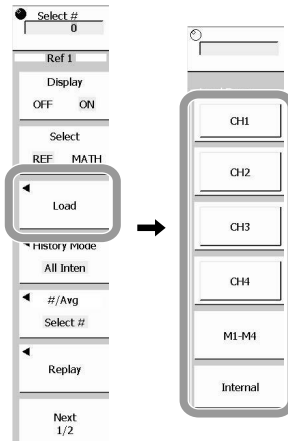 Select #
0
Ref 1
Display
OFF ON
Select
REF MATH
Load
History Mode
All Inten
#/Avg
Select #
Replay
Next
1/2
CH1
CH2
CH3
CH4
M1-M4
Internal